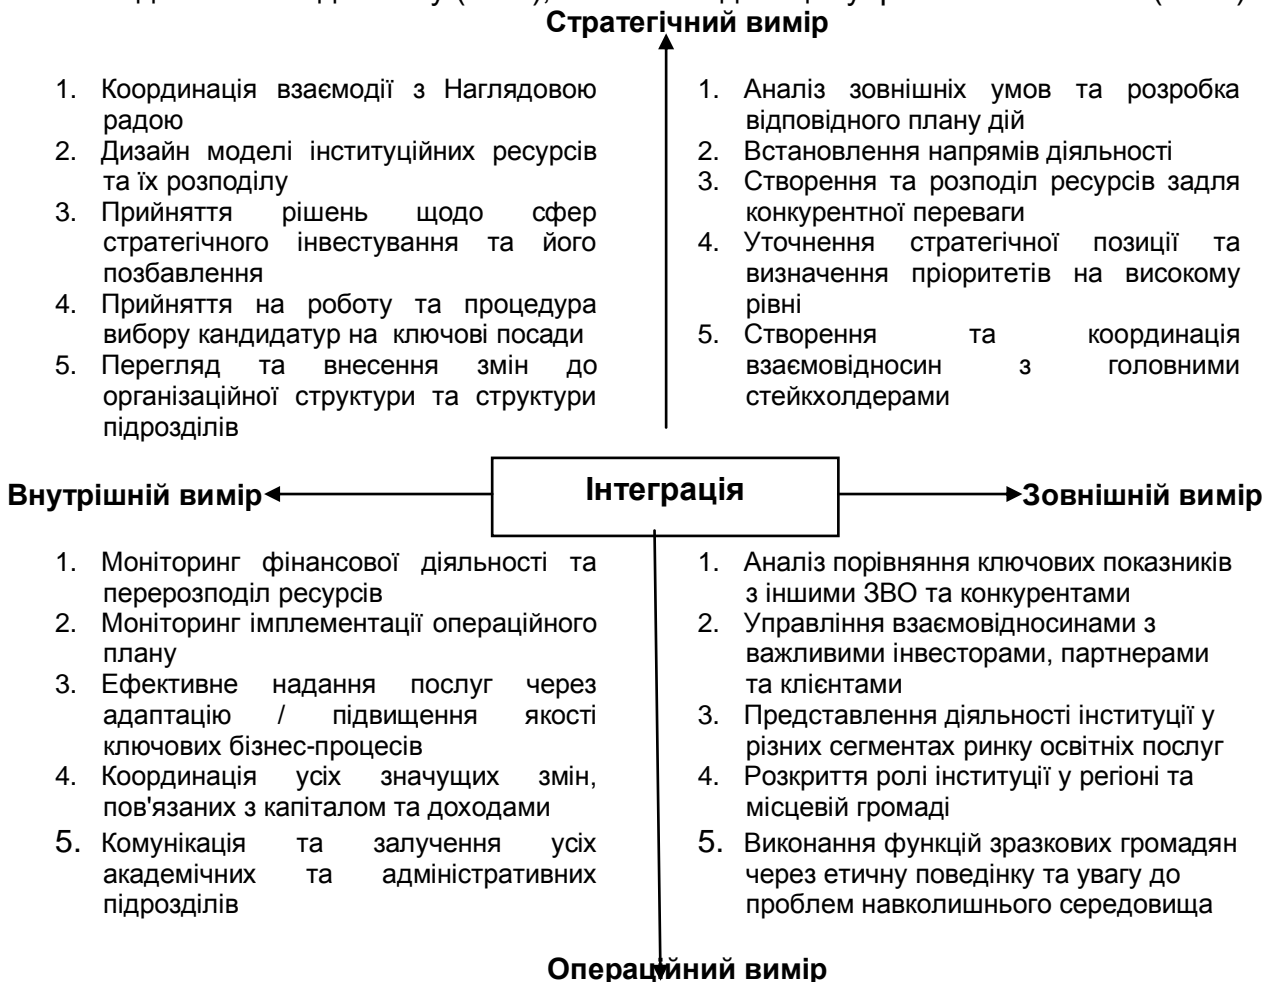 Стратегічний вимір
1. Координація взаємодії з Наглядовою
радою
2. Дизайн моделі інституційних ресурсів
та їх розподілу
3. Прийняття рішень щодо сфер
стратегічного інвестування та його
позбавлення
4. Прийняття на роботу та процедура
вибору кандидатур на ключові посади
5. Перегляд та внесення змін до
організаційної структури та структури
підрозділів
1. Аналіз зовнішніх умов та розробка
відповідного плану дій
2. Встановлення напрямів діяльності
3. Створення та розподіл ресурсів задля
конкурентної переваги
4. Уточнення стратегічної позиції та
визначення пріоритетів на високому
рівні
5. Створення та координація
взаємовідносин з головними
стейкхолдерами
Внутрішній вимір
Інтеграція
Зовнішній вимір
1. Моніторинг фінансової діяльності та
перерозподіл ресурсів
2. Моніторинг імплементації операційного
плану
3. Ефективне надання послуг через
адаптацію / підвищення якості
ключових бізнес-процесів
4. Координація усіх значущих змін,
пов'язаних з капіталом та доходами
5. Комунікація та залучення усіх
академічних та адміністративних
підрозділів
1. Аналіз порівняння ключових показників
з іншими ЗВО та конкурентами
2. Управління взаємовідносинами з
важливими інвесторами, партнерами
та клієнтами
3. Представлення діяльності інституції у
різних сегментах ринку освітніх послуг
4. Розкриття ролі інституції у регіоні та
місцевій громаді
5. Виконання функцій зразкових громадян
через етичну поведінку та увагу до
проблем навколишнього середовища
Операційний вимір